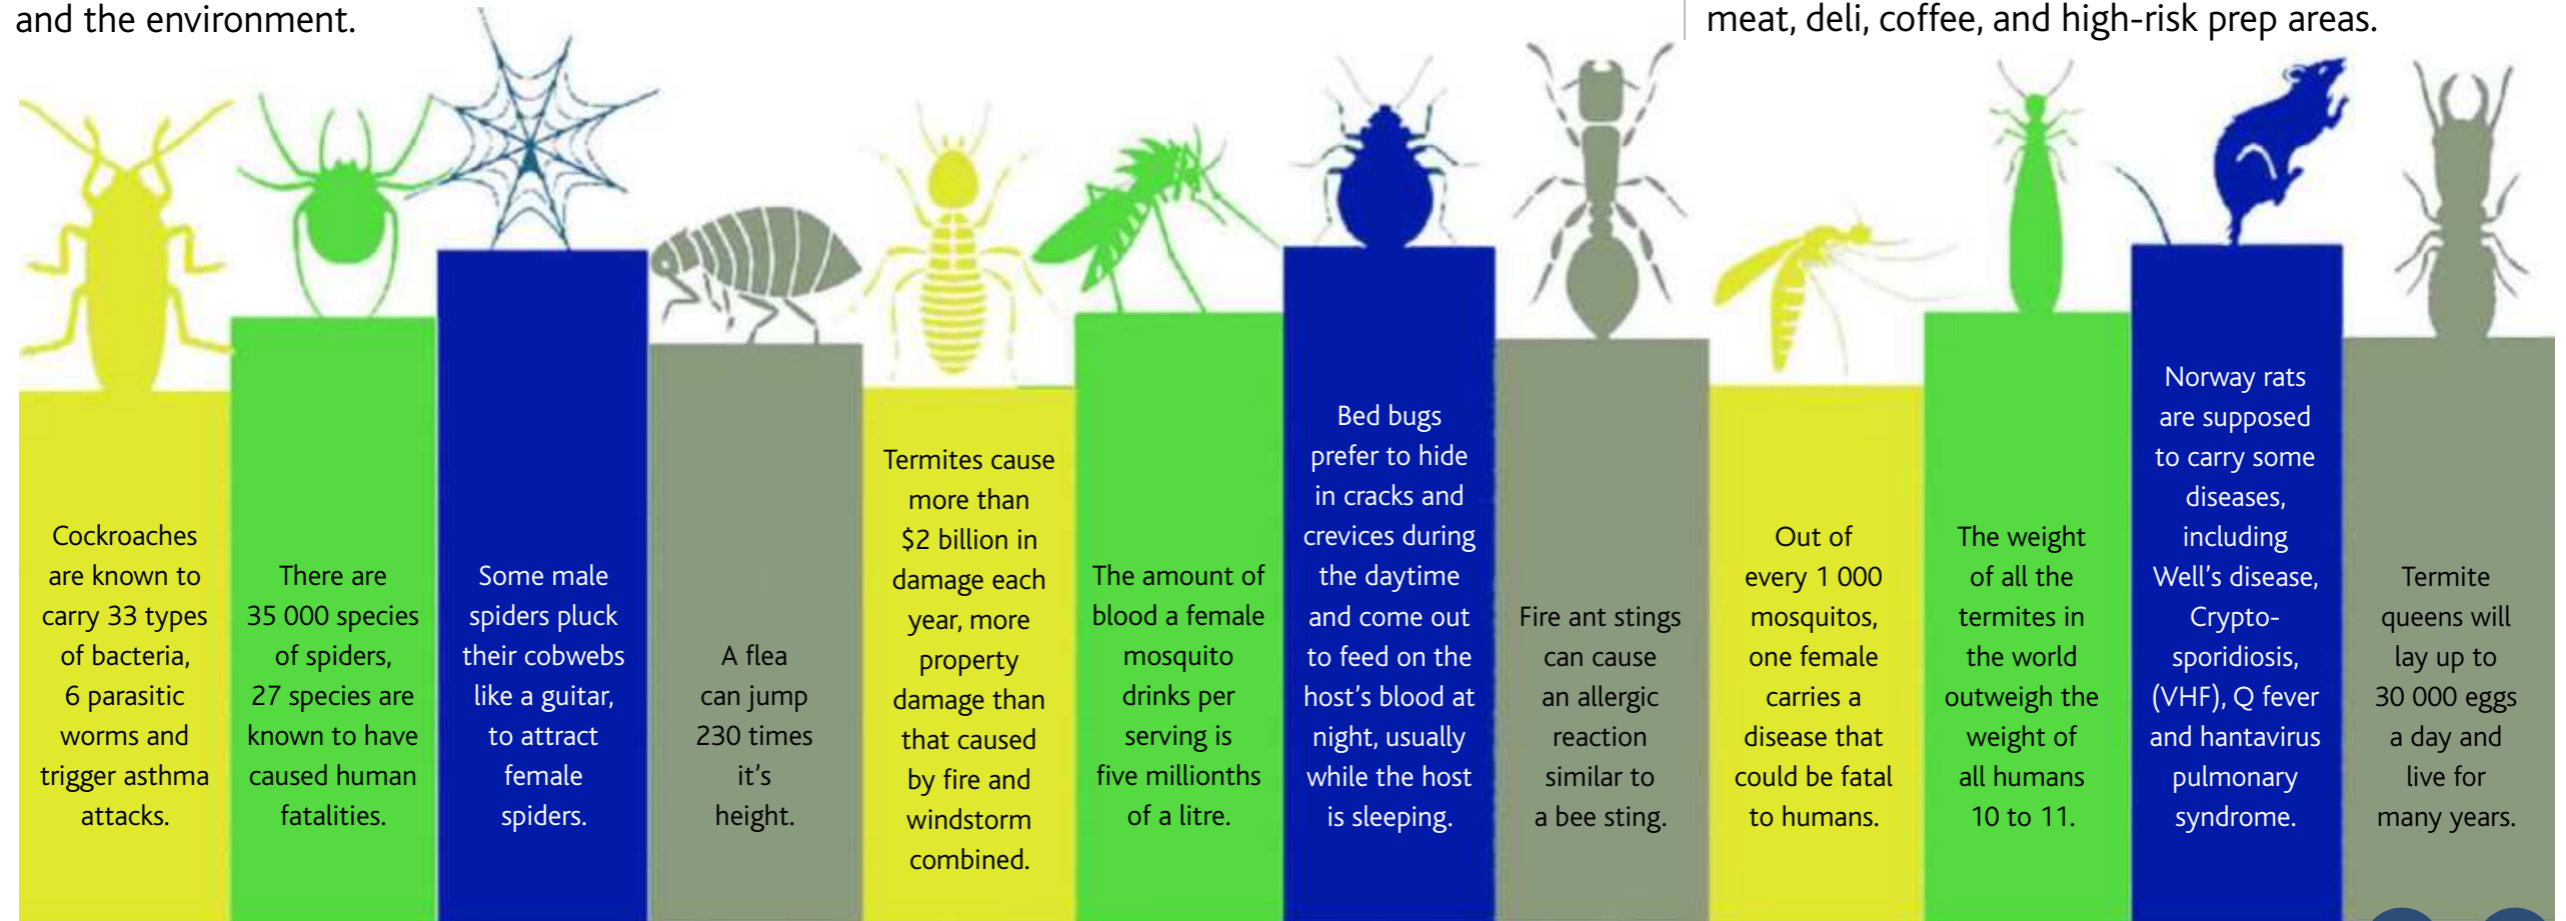 and the environment.
meat, deli, coffee, and high-risk prep areas.
Cockroaches
are known to
carry 33 types
of bacteria,
6 parasitic
worms and
trigger asthma
attacks.
There are
35 000 species
of spiders,
27 species are
known to have
caused human
fatalities.
Some male
spiders pluck
their cobwebs
like a guitar,
to attract
female
spiders.
A flea
can jump
230 times
it's
height.
Termites cause
more than
$2 billion in
damage each
year, more
property
damage than
that caused
by fire and
windstorm
combined.
The amount of
blood a female
mosquito
drinks per
serving is
five millionths
of a litre.
Bed bugs
prefer to hide
in cracks and
crevices during
the daytime
and come out
to feed on the
host's blood at
night, usually
while the host
is sleeping.
Fire ant stings
can cause
an allergic
reaction
similar to
a bee sting.
Out of
every 1 000
mosquitos,
one female
carries a
disease that
could be fatal
to humans.
The weight
of all the
termites in
the world
outweigh the
weight of
all humans
10 to 11.
Norway rats
are supposed
to carry some
diseases,
including
Well's disease,
Crypto-
sporidiosis,
(VHF), Q fever
and hantavirus
pulmonary
syndrome.
Termite
queens will
lay up to
30 000 eggs
a day and
live for
many years.